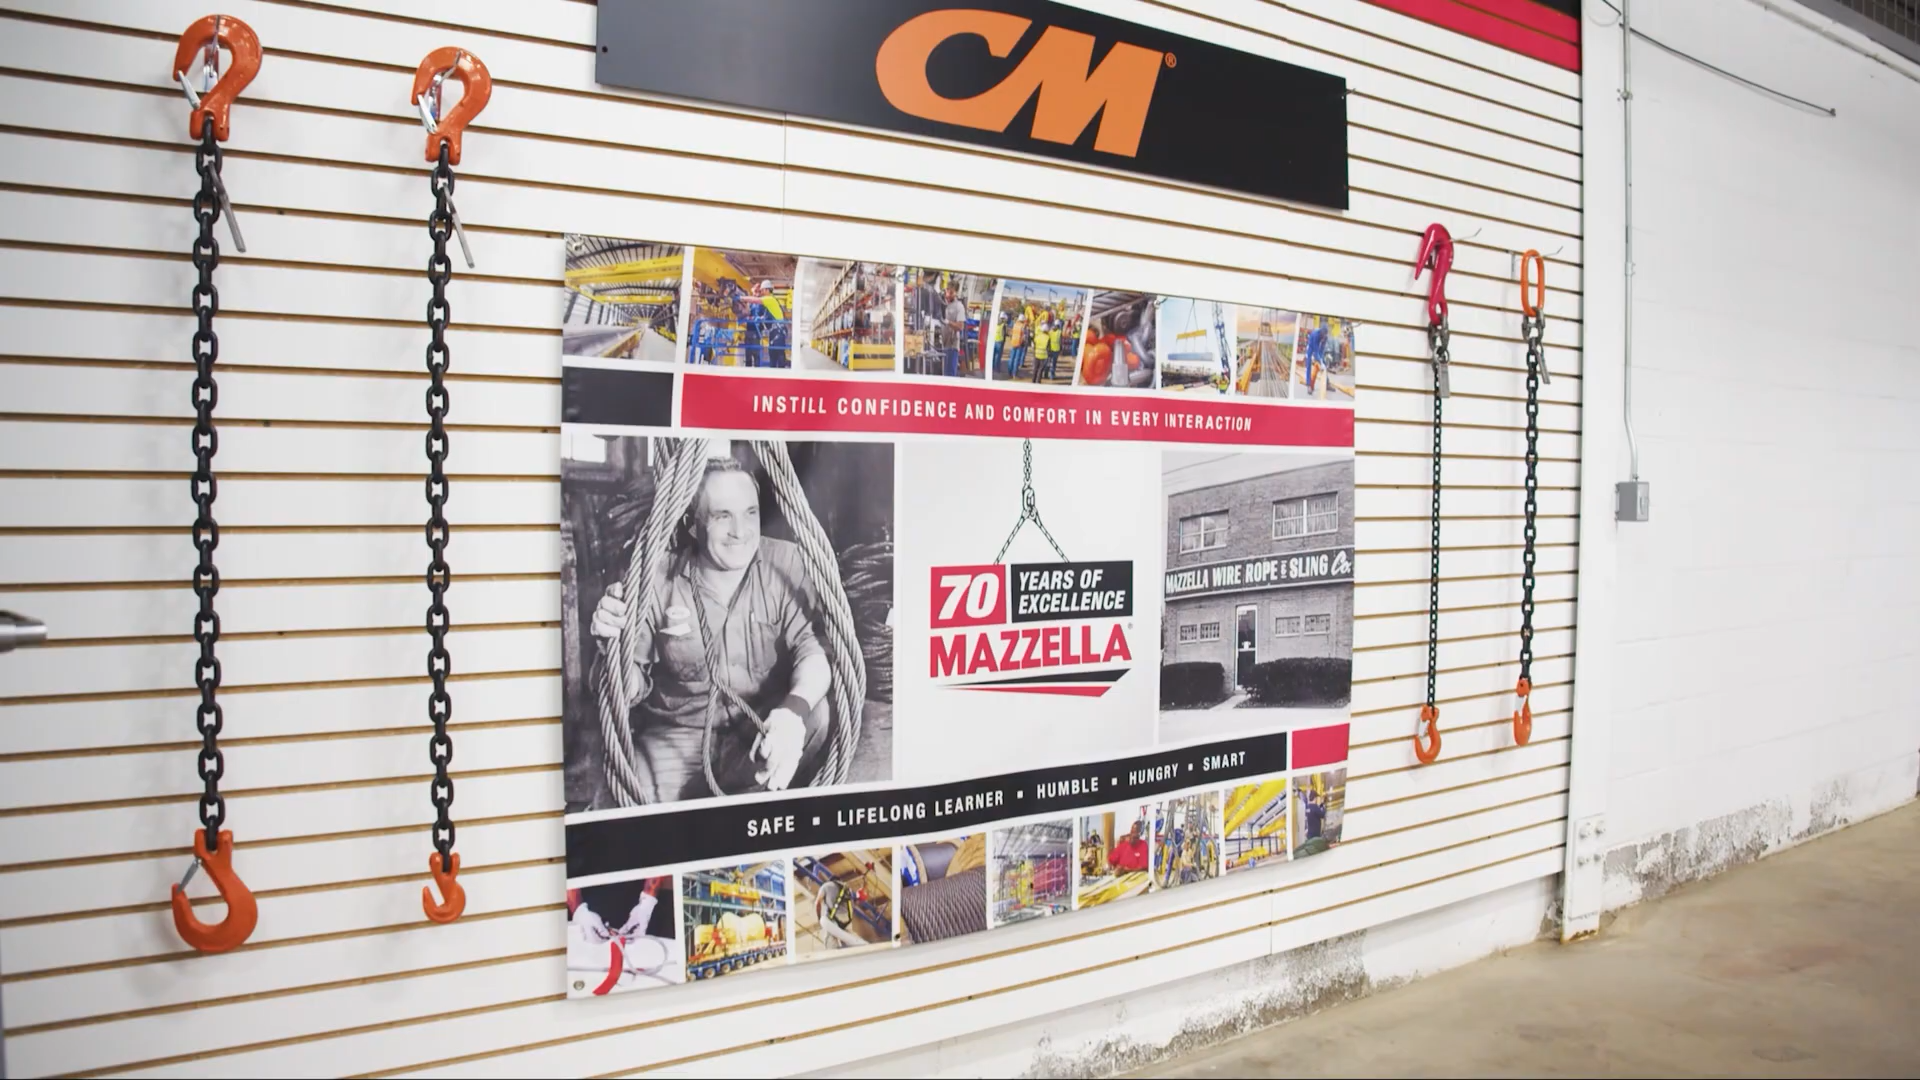 CM®
INSTILL CONFIDENCE AND COMFORT IN EVERY INTERACTION
70 YEARS OF
EXCELLENCE
MAZZELLA®
MAZZELLA WIRE ROPE AND SLING Co.
SAFE ▪ LIFELONG LEARNER ▪ HUMBLE ▪ HUNGRY ▪ SMART